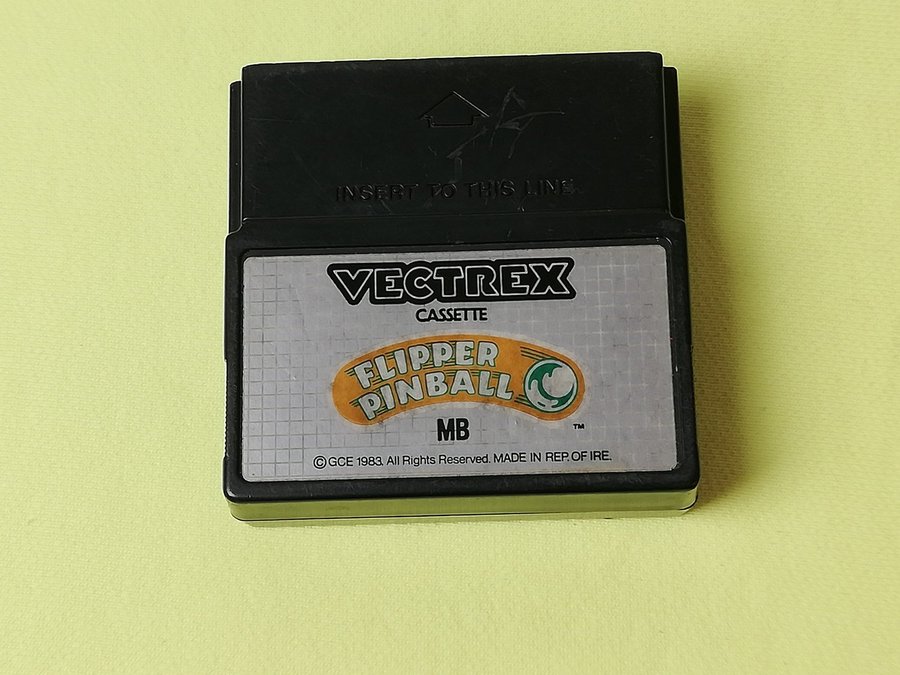 INSERT TO THIS LINE
VECTREX
CASSETTE
FLIPPER
PINBALL
MB
TM
© GCE 1983. All Rights Reserved. MADE IN REP. OF IRE.